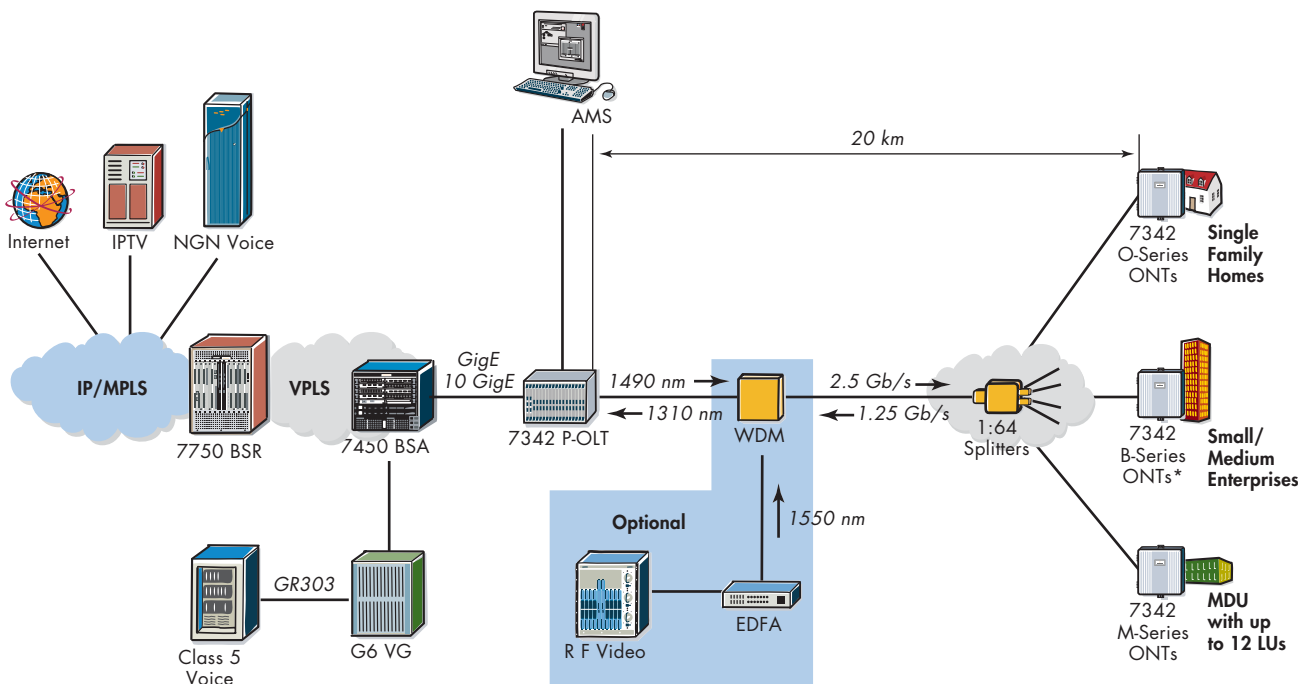 AMS
20 km
Internet
IPTV
NGN Voice
7342
O-Series
ONTs
Single
Family
Homes
IP/MPLS
7750 BSR
VPLS
7450 BSA
GigE
10 GigE
7342 P-OLT
1490 nm
1310 nm
WDM
2.5 Gb/s
1.25 Gb/s
1:64
Splitters
7342
B-Series
ONTs*
Small/
Medium
Enterprises
Optional
1550 nm
Class 5
Voice
GR303
G6 VG
R F Video
EDFA
7342
M-Series
ONTs
MDU
with up
to 12 LUs